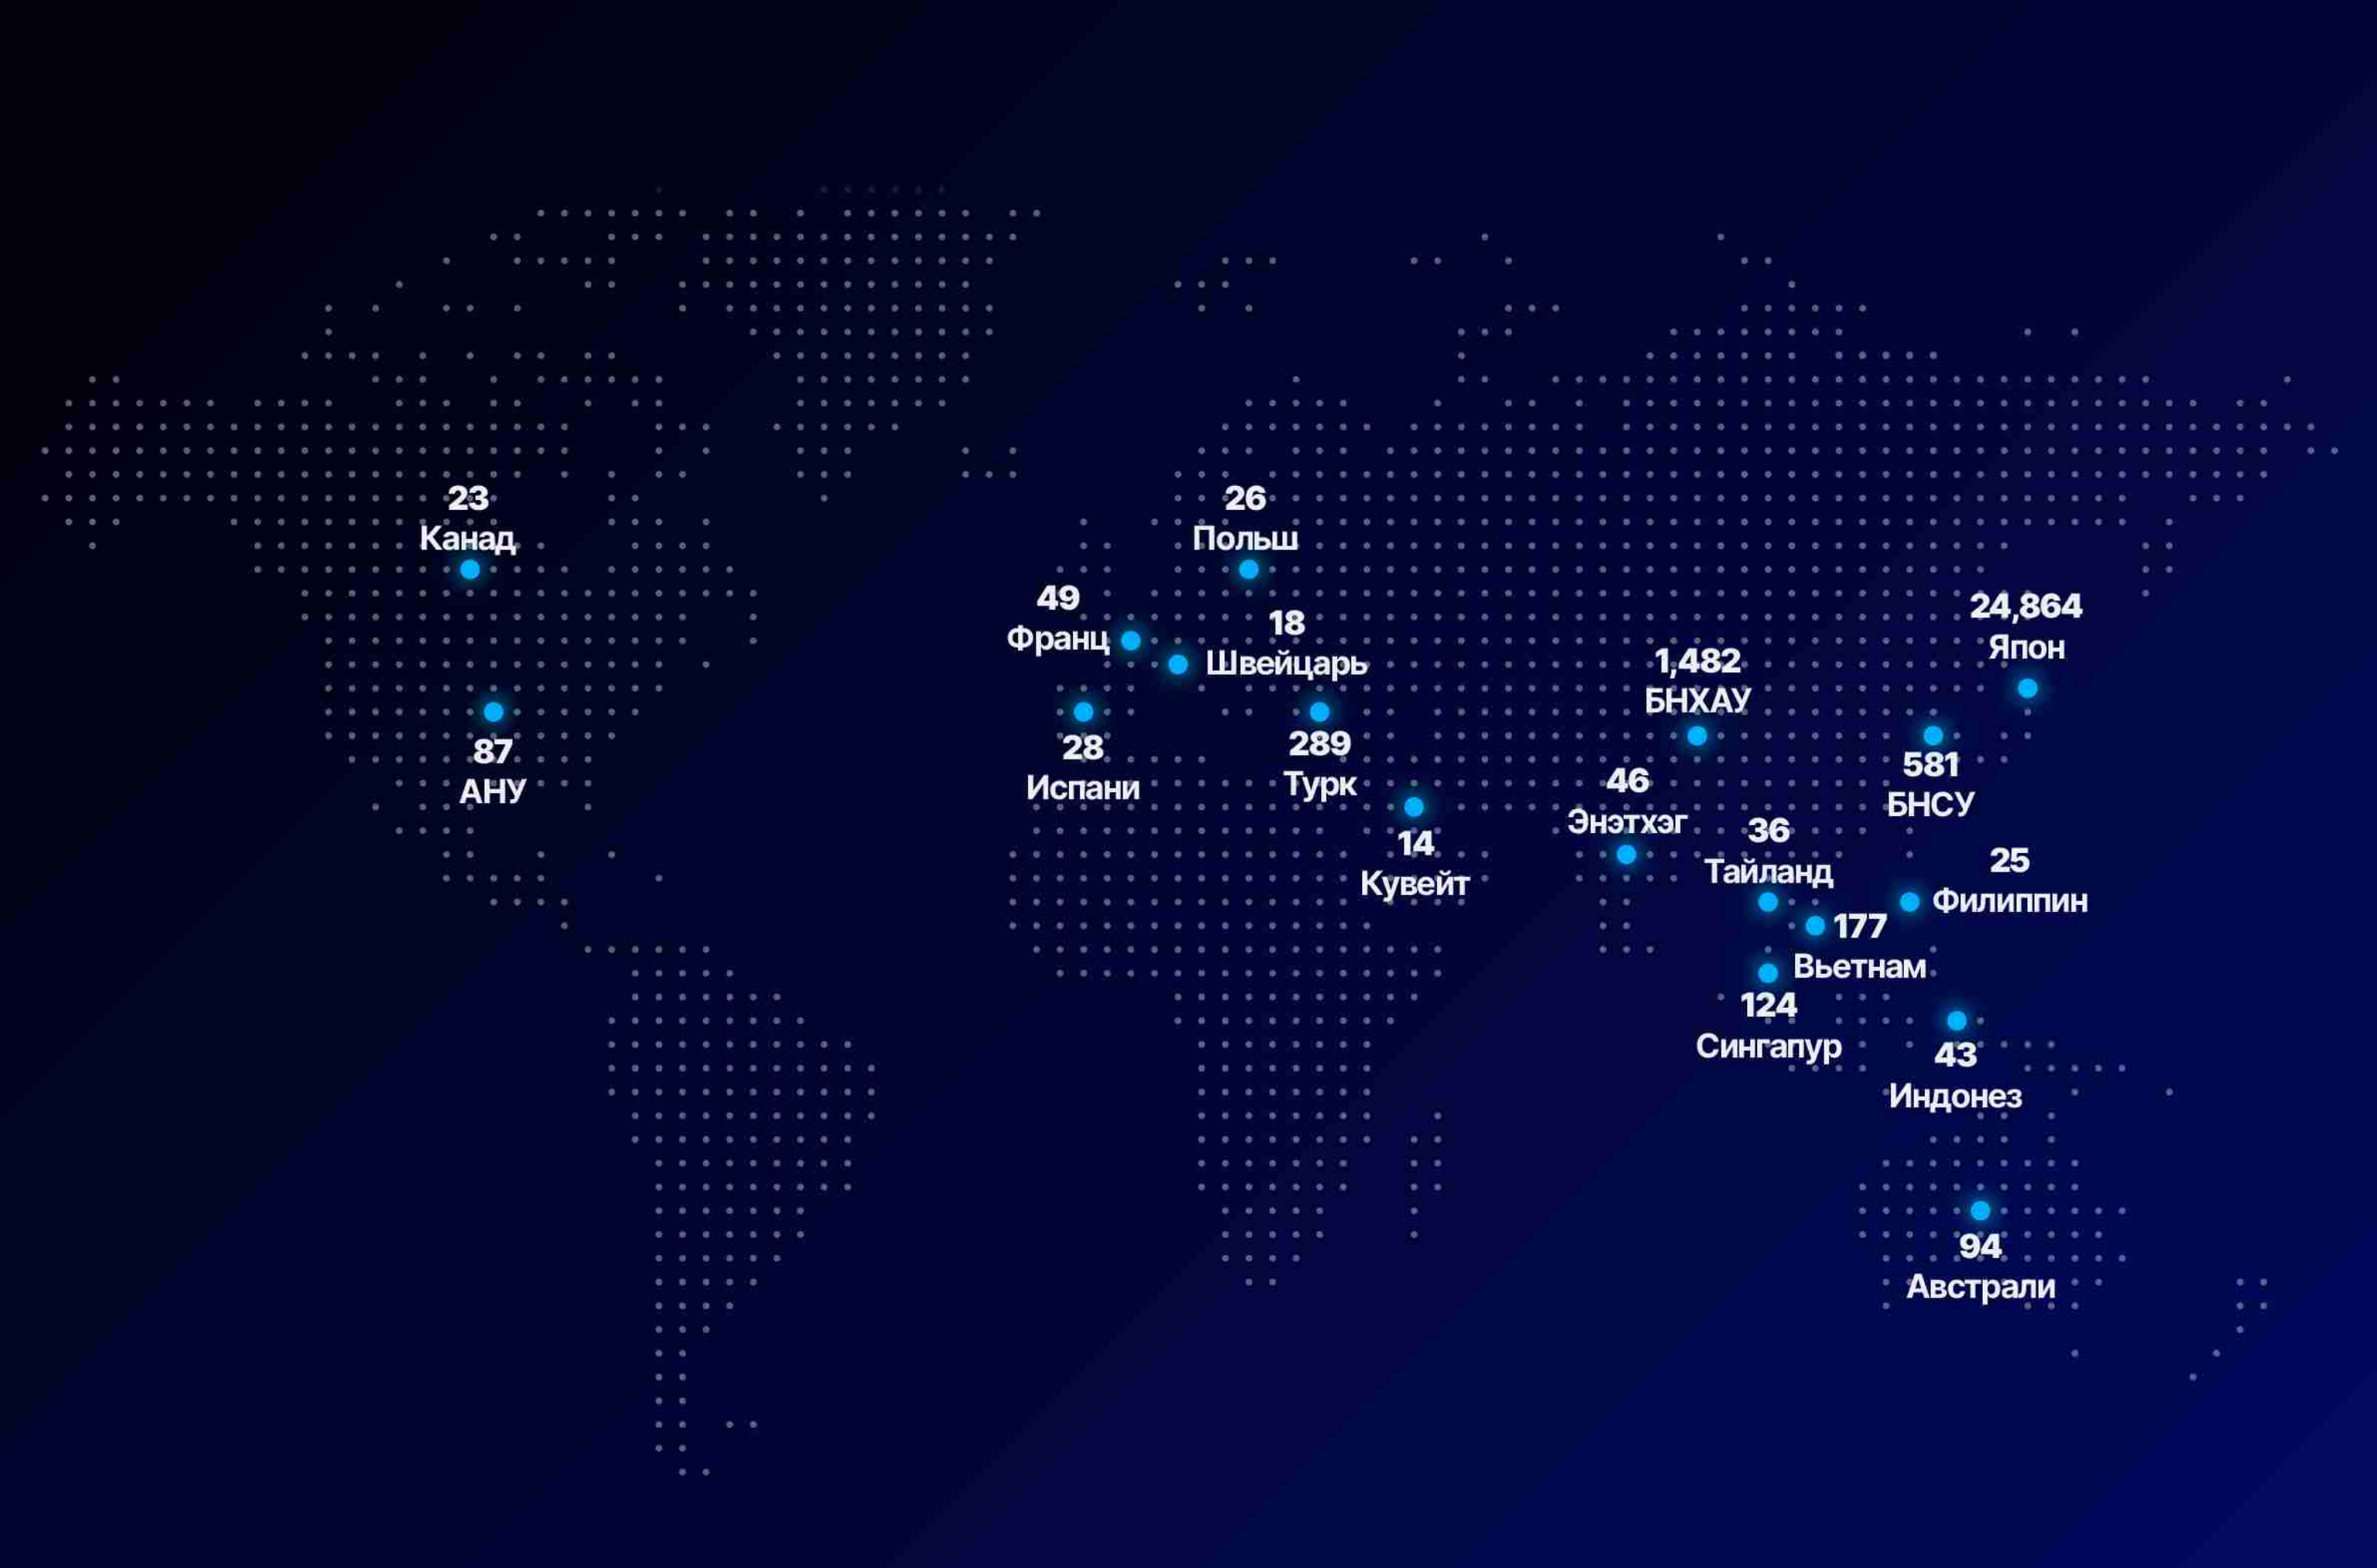 23
Канад
26
Польш
49
Франц
18
Швейцарь
24,864
Япон
1,482
БНХАУ
87
АНУ
28
Испани
289
Турк
581
БНСУ
46
Энэтхэг
14
Кувейт
36
Тайланд
25
Филиппин
177
Вьетнам
124
Сингапур
43
Индонез
94
Австрали